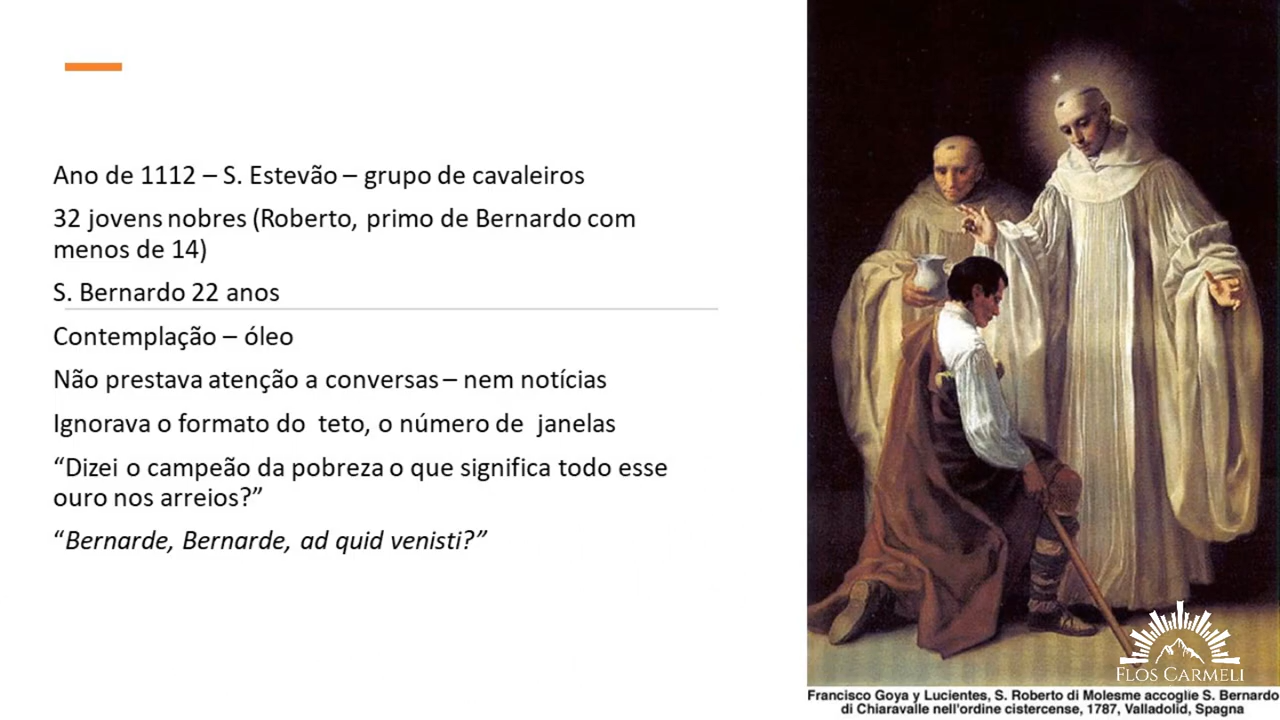 Ano de 1112 – S. Estevão – grupo de cavaleiros
32 jovens nobres (Roberto, primo de Bernardo com
menos de 14)
S. Bernardo 22 anos
Contemplação – óleo
Não prestava atenção a conversas – nem notícias
Ignorava o formato do teto, o número de janelas
“Dizei o campeão da pobreza o que significa todo esse
ouro nos arreios?”
“Bernarde, Bernarde, ad quid venisti?”
FLOS CARMELI
Francisco Goya y Lucientes, S. Roberto di Molesme accoglie S. Bernardo
di Chiaravalle nell'ordine cistercense, 1787, Valladolid, Spagna